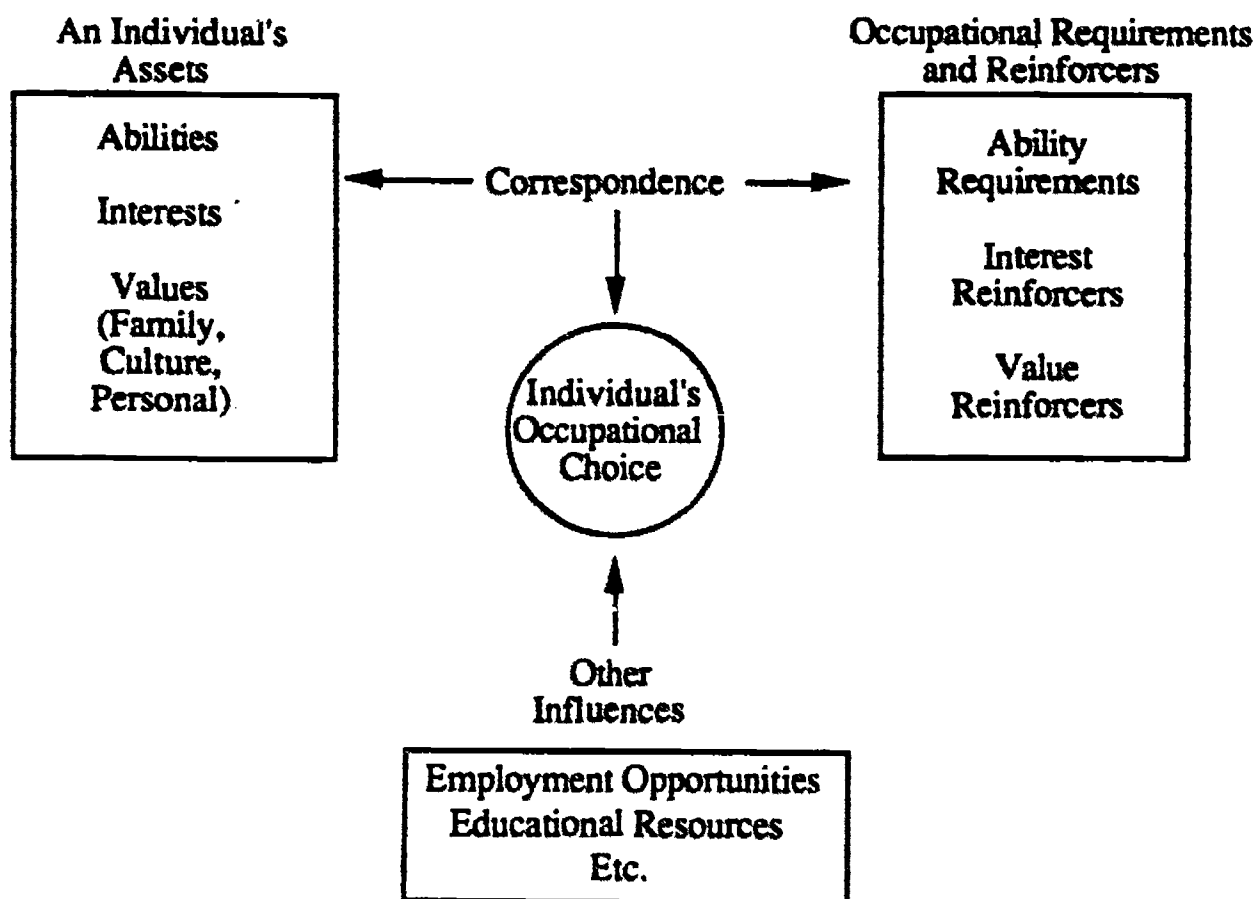 An Individual's
Assets
Abilities
Interests
Values
(Family,
Culture,
Personal)
Correspondence
Occupational Requirements
and Reinforcers
Ability
Requirements
Interest
Reinforcers
Value
Reinforcers
Individual's
Occupational
Choice
Other
Influences
Employment Opportunities
Educational Resources
Etc.